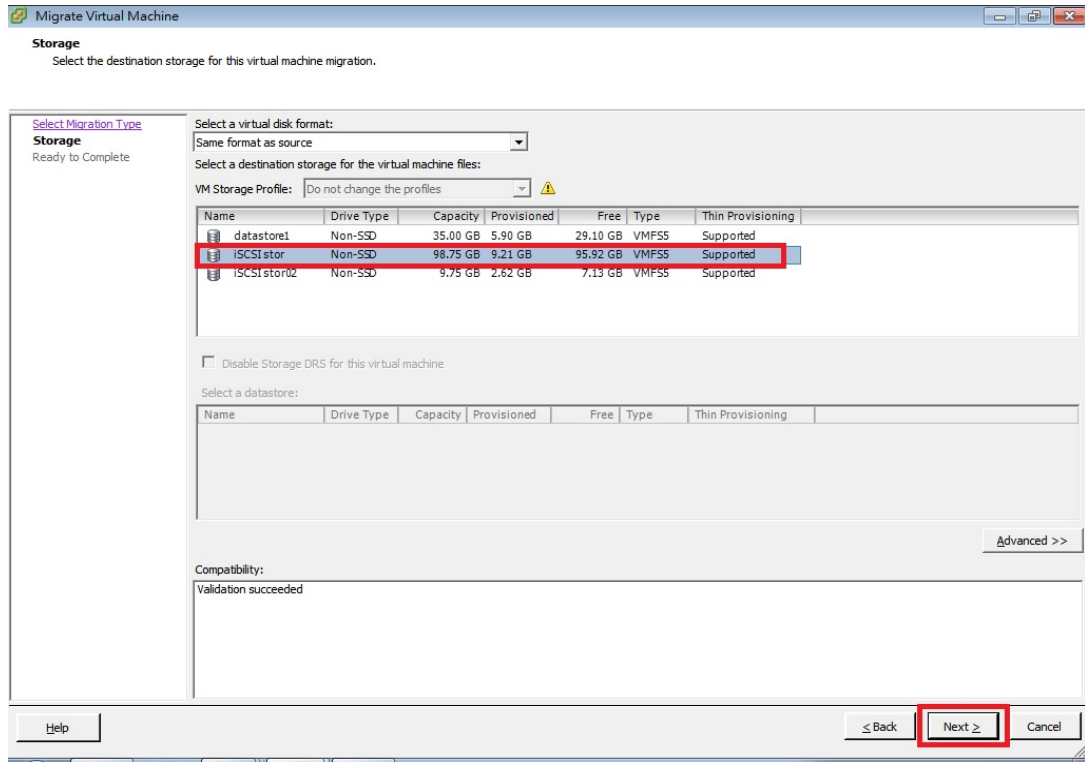 Migrate Virtual Machine
Storage
Select the destination storage for this virtual machine migration.
Select Migration Type
Storage
Ready to Complete
Select a virtual disk format:
Same format as source
Select a destination storage for the virtual machine files:
VM Storage Profile: Do not change the profiles
Name Drive Type Capacity Provisioned Free Type Thin Provisioning
datastore1 Non-SSD 35.00 GB 5.90 GB 29.10 GB VMFS5 Supported
iSCSIstor Non-SSD 98.75 GB 9.21 GB 95.92 GB VMFS5 Supported
iSCSIstor02 Non-SSD 9.75 GB 2.62 GB 7.13 GB VMFS5 Supported
Disable Storage DRS for this virtual machine
Select a datastore:
Name Drive Type Capacity Provisioned Free Type Thin Provisioning
Advanced >>
Compatibility:
Validation succeeded
Help < Back Next > Cancel